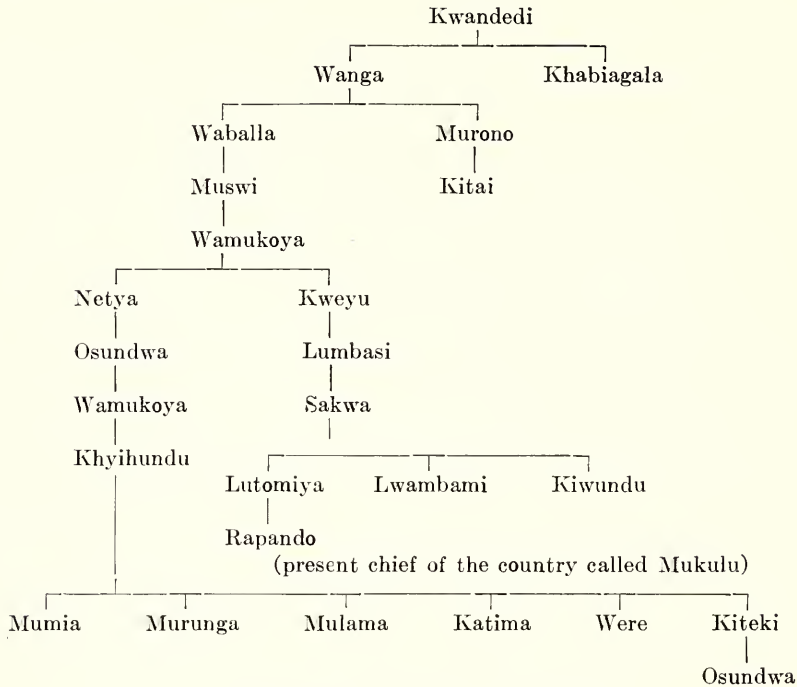 Kwandedi
Wanga Khabiagala
Waballa Murono
Muswi Kitai
Wamukoya
Netya Kweyu
Osundwa Lumbasi
Wamukoya Sakwa
Khyihundu
Lutomiya Lwambami Kiwundu
Rapando
(present chief of the country called Mukulu)
Mumia Murunga Mulama Katima Were Kiteki
Osundwa